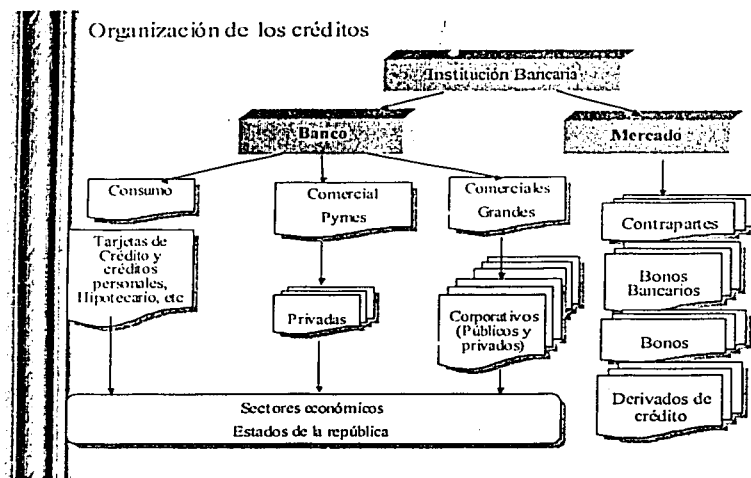 Organización de los créditos
Institución Bancaria
Banco
Mercado
Consumo
Tarjetas de
Crédito y
créditos
personales,
Hipotecario, etc
Comercial
Pymes
Privadas
Comerciales
Grandes
Corporativos
(Públicos y
privados)
Contrapartes
Bonos
Bancarios
Bonos
Derivados de
crédito
Sectores económicos
Estados de la república